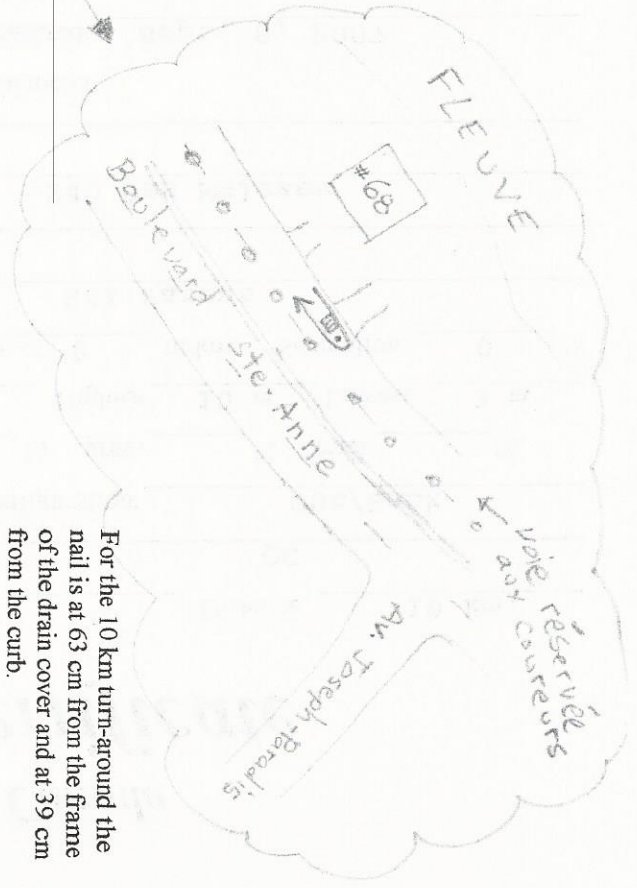 FLEUVE
#68
Boulevard Ste.-Anne
voie réservée
aux coureurs
Av. Joseph-Paradis
For the 10 km turn-around the
nail is at 63 cm from the frame
of the drain cover and at 39 cm
from the curb.